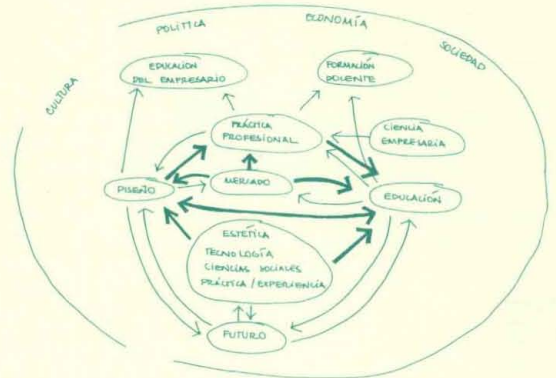 POLÍTICA
ECONOMÍA
SOCIEDAD
CULTURA
EDUCACIÓN
DEL EMPRESARIO
FORMACIÓN
DOCENTE
PRÁCTICA
PROFESIONAL
CIENCIA
EMPRESARIA
DISEÑO
MERCADO
EDUCACIÓN
ESTÉTICA
TECNOLOGÍA
CIENCIAS SOCIALES
PRÁCTICA/EXPERIENCIA
FUTURO